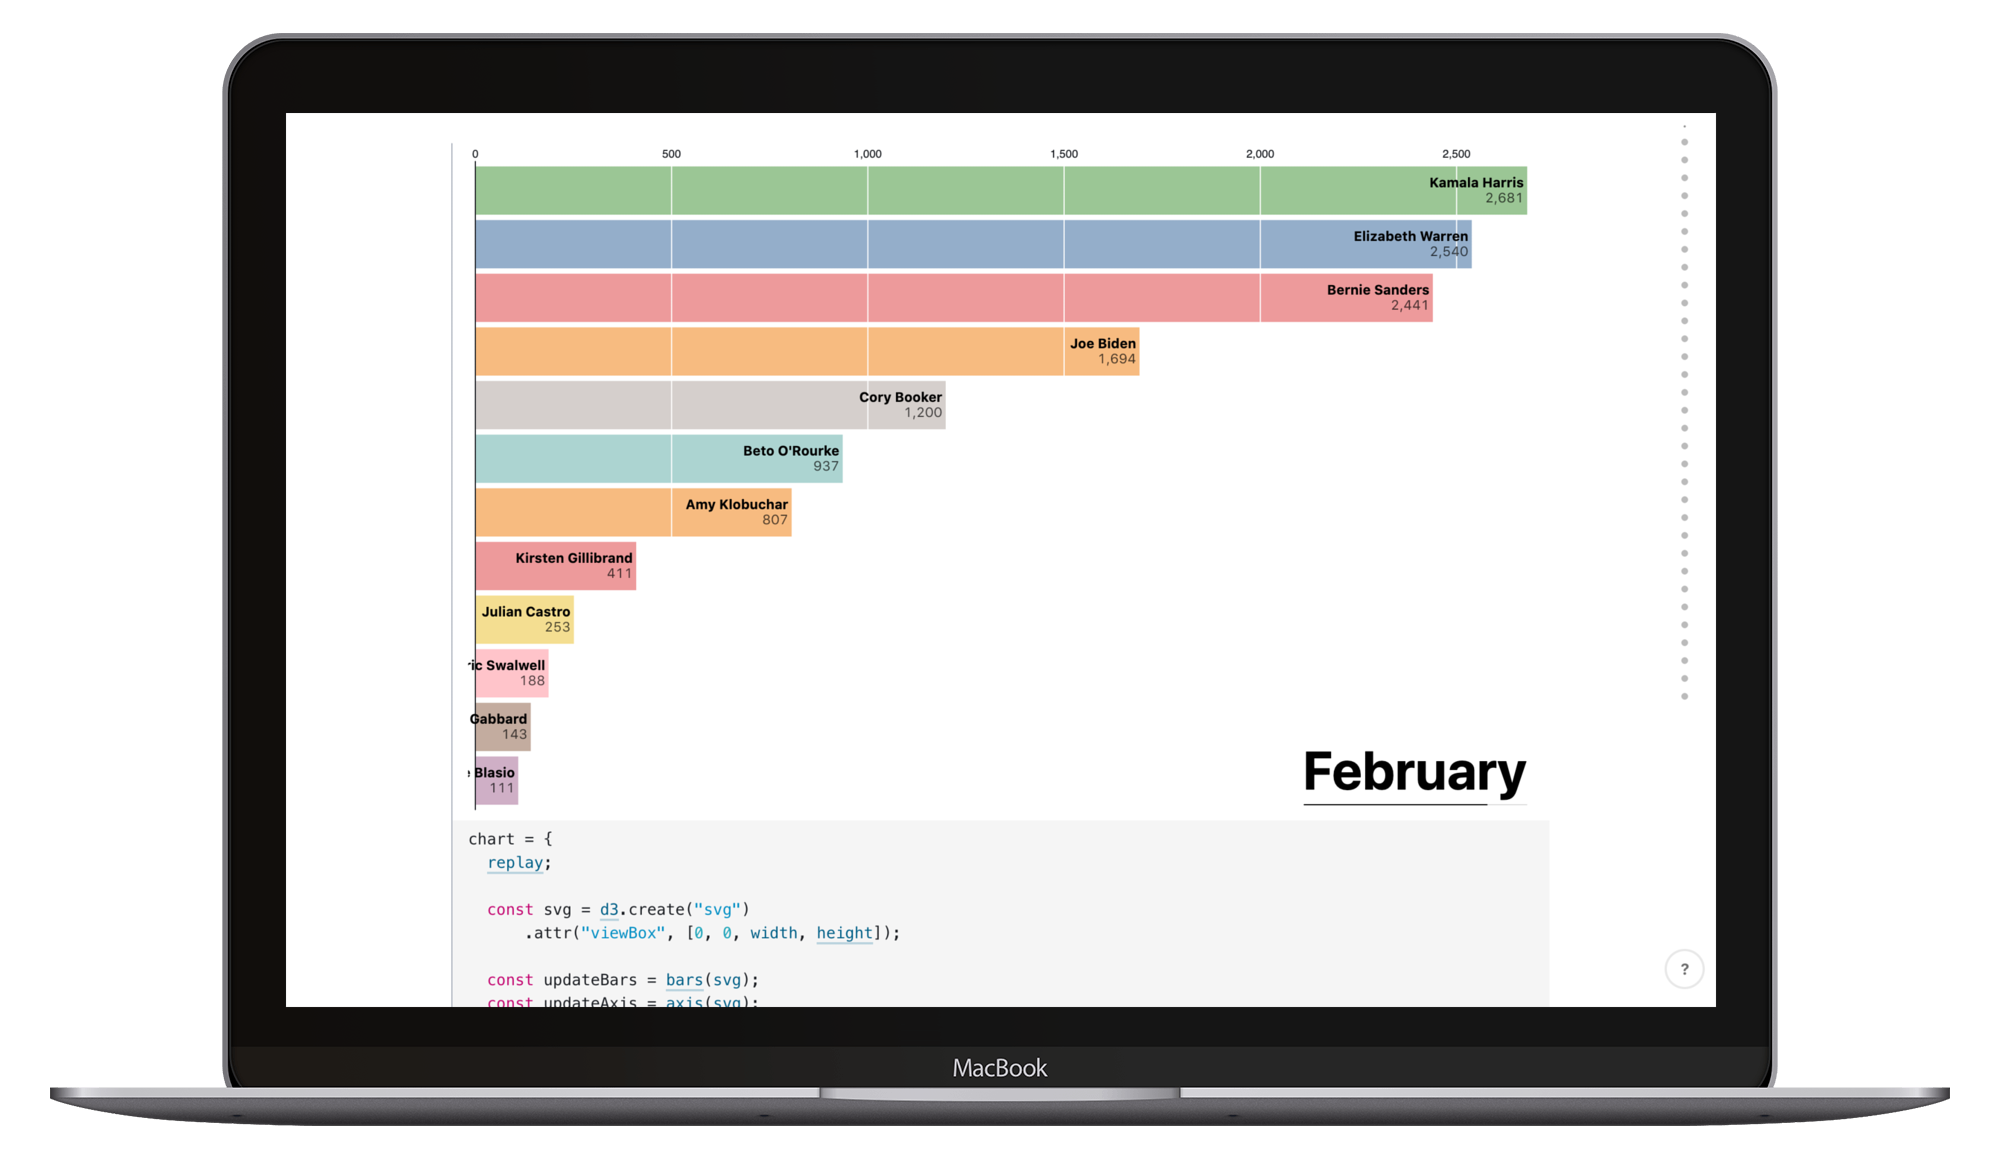 0 500 1,000 1,500 2,000 2,500
Kamala Harris
2,681
Elizabeth Warren
2,540
Bernie Sanders
2,441
Joe Biden
1,694
Cory Booker
1,200
Beto O'Rourke
937
Amy Klobuchar
807
Kirsten Gillibrand
411
Julian Castro
253
ric Swalwell
188
Gabbard
143
Blasio
111
February
chart = {
replay;
const svg = d3.create("svg")
.attr("viewBox", [0, 0, width, height]);
const updateBars = bars(svg);
const updateAxis = axis(svg);
?
MacBook